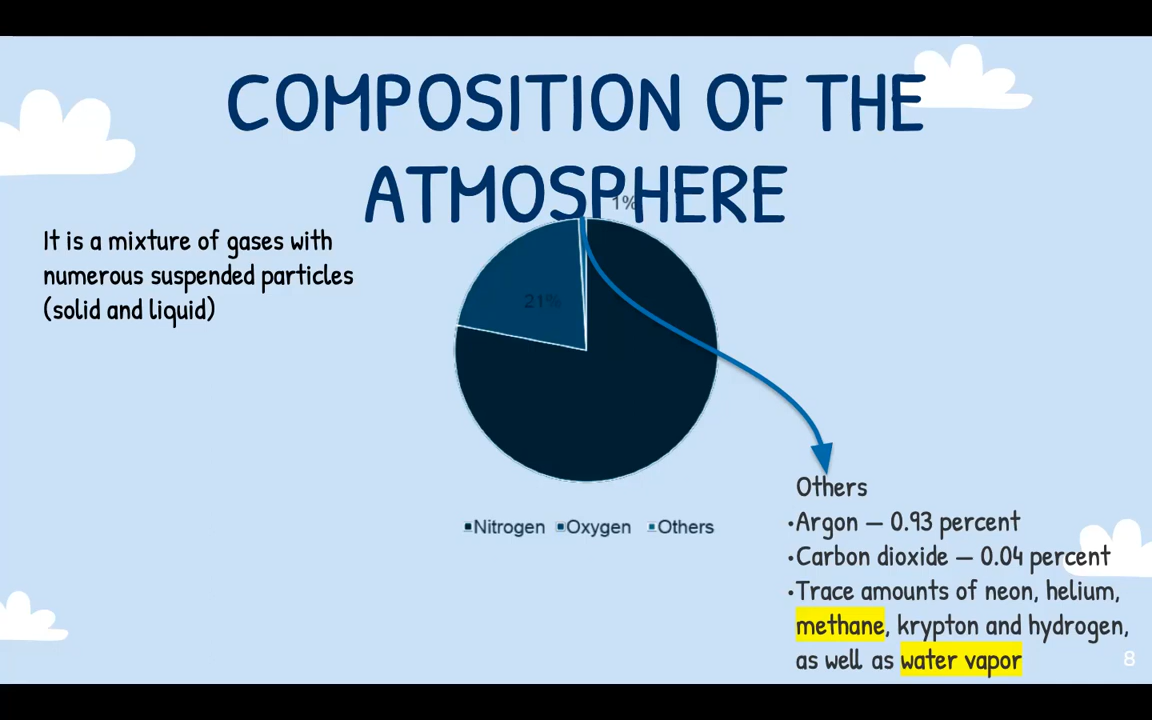 COMPOSITION OF THE
ATMOSPHERE
It is a mixture of gases with
numerous suspended particles
(solid and liquid)
1%
21%
Nitrogen Oxygen Others
Others
•Argon — 0.93 percent
•Carbon dioxide — 0.04 percent
•Trace amounts of neon, helium,
methane, krypton and hydrogen,
as well as water vapor
8